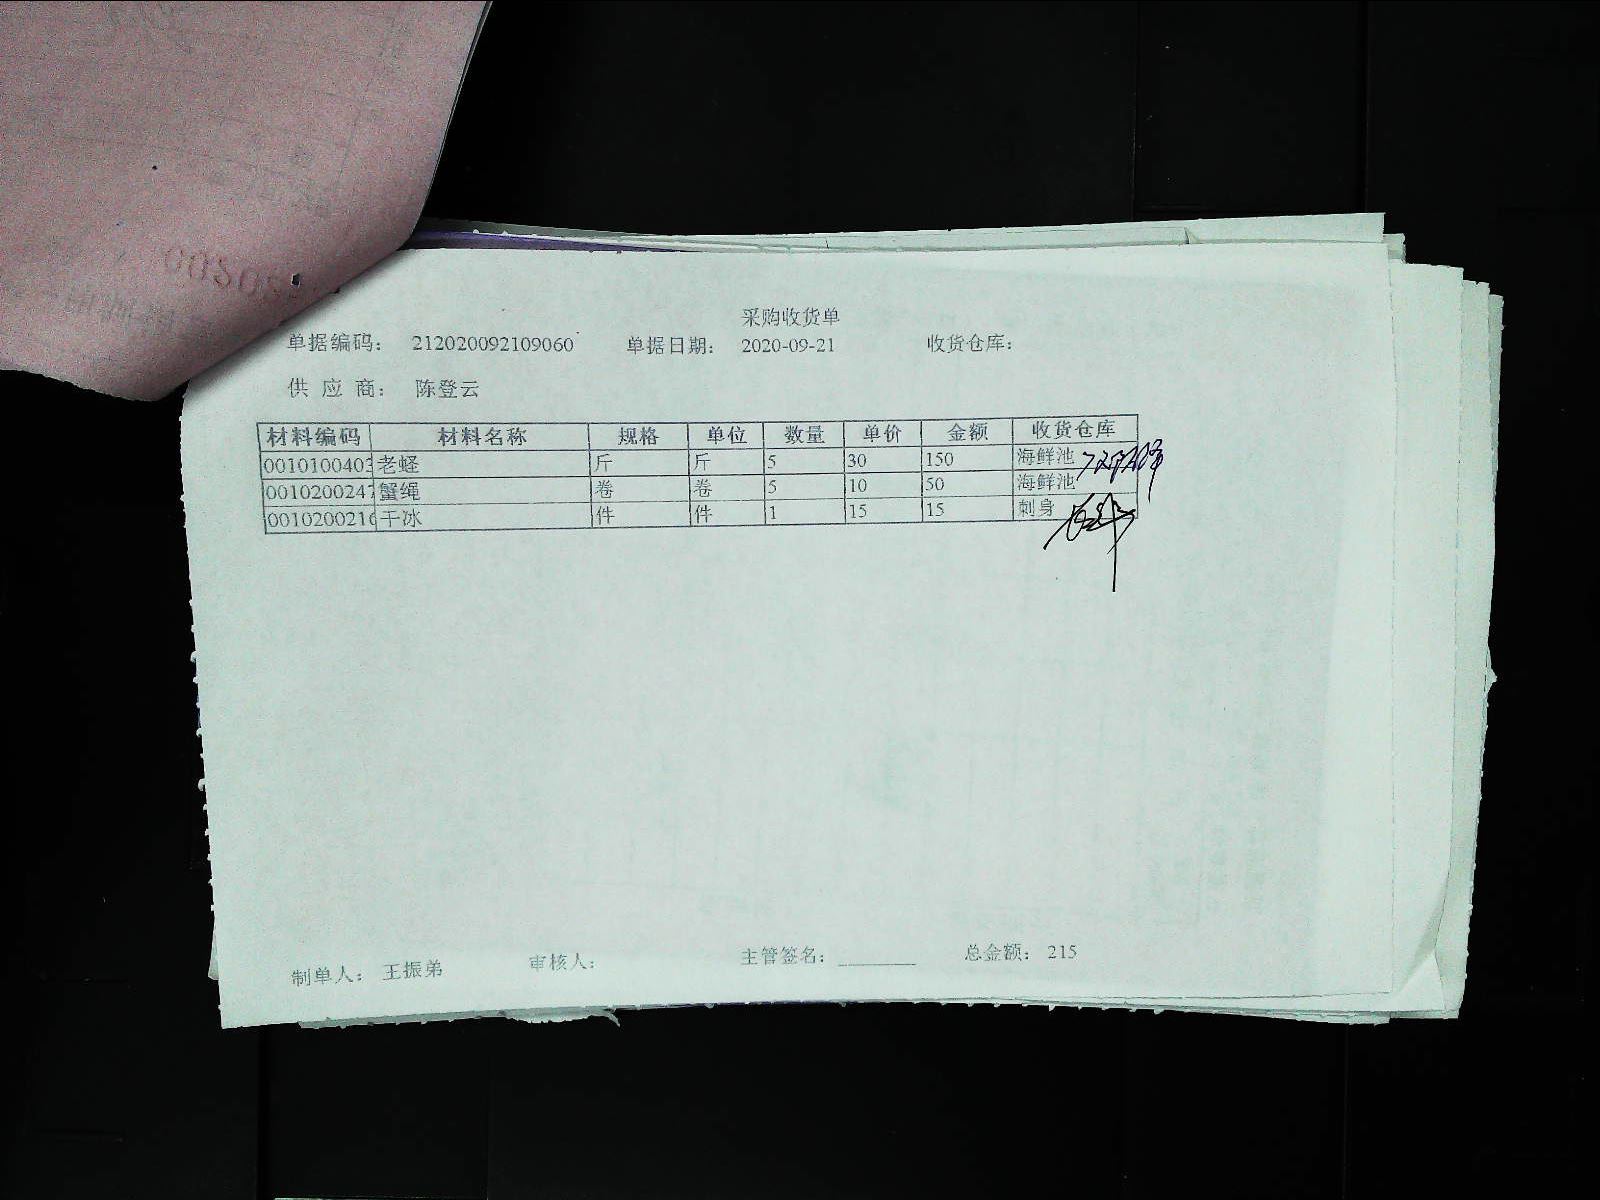 采购收货单
单据编码： 212020092109060 单据日期： 2020-09-21 收货仓库：
供 应 商： 陈登云
材料编码 材料名称 规格 单位 数量 单价 金额 收货仓库
0010100403 老蛏 斤 斤 5 30 150 海鲜池
0010200247 蟹绳 卷 卷 5 10 50 海鲜池
0010200216 干冰 件 件 1 15 15 刺身
制单人： 王振弟 审核人： 主管签名： 总金额： 215